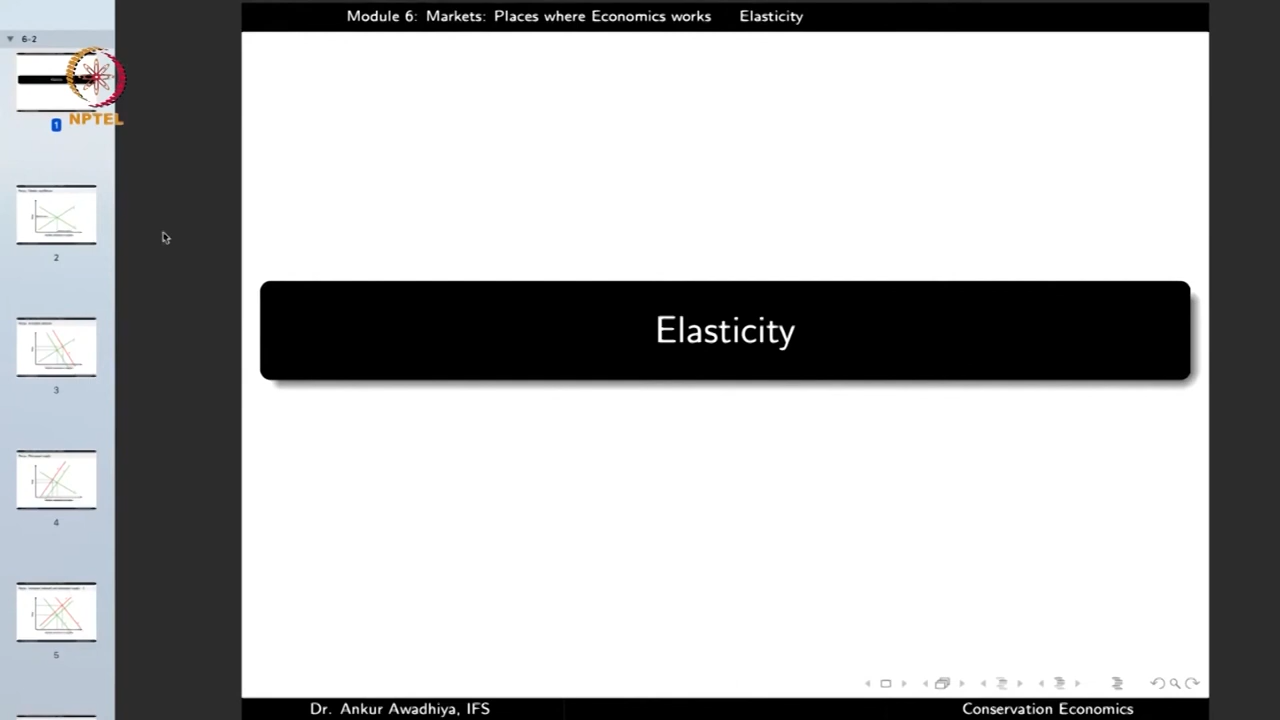 Module 6: Markets: Places where Economics works Elasticity
6-2
NPTEL
1
2
3
4
5
Elasticity
Dr. Ankur Awadhiya, IFS Conservation Economics